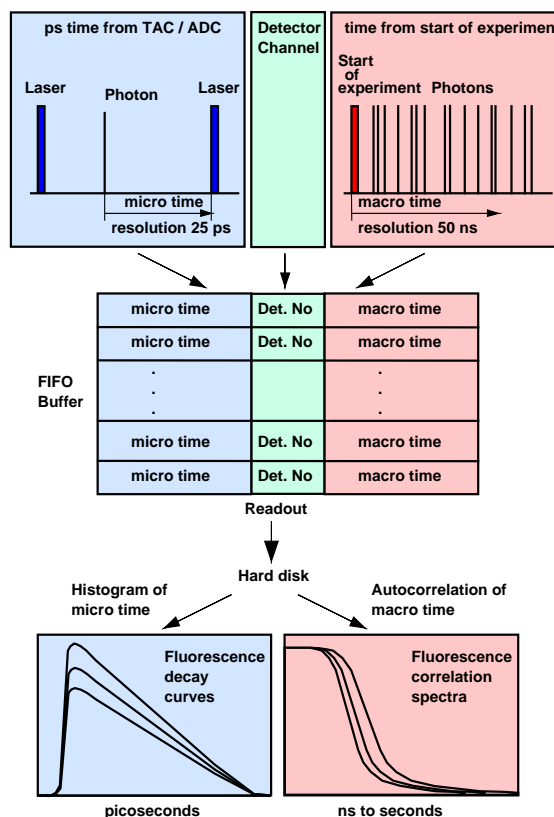 ps time from TAC / ADC
Laser
Photon
Laser
micro time
resolution 25 ps
Detector
Channel
time from start of experimen
Start
of
experiment
Photons
macro time
resolution 50 ns
micro time
Det. No
macro time
micro time
Det. No
macro time
.
.
.
.
.
.
FIFO
Buffer
micro time
Det. No
macro time
micro time
Det. No
macro time
Readout
Hard disk
Histogram of
micro time
Autocorrelation of
macro time
Fluorescence
decay
curves
Fluorescence
correlation
spectra
picoseconds
ns to seconds